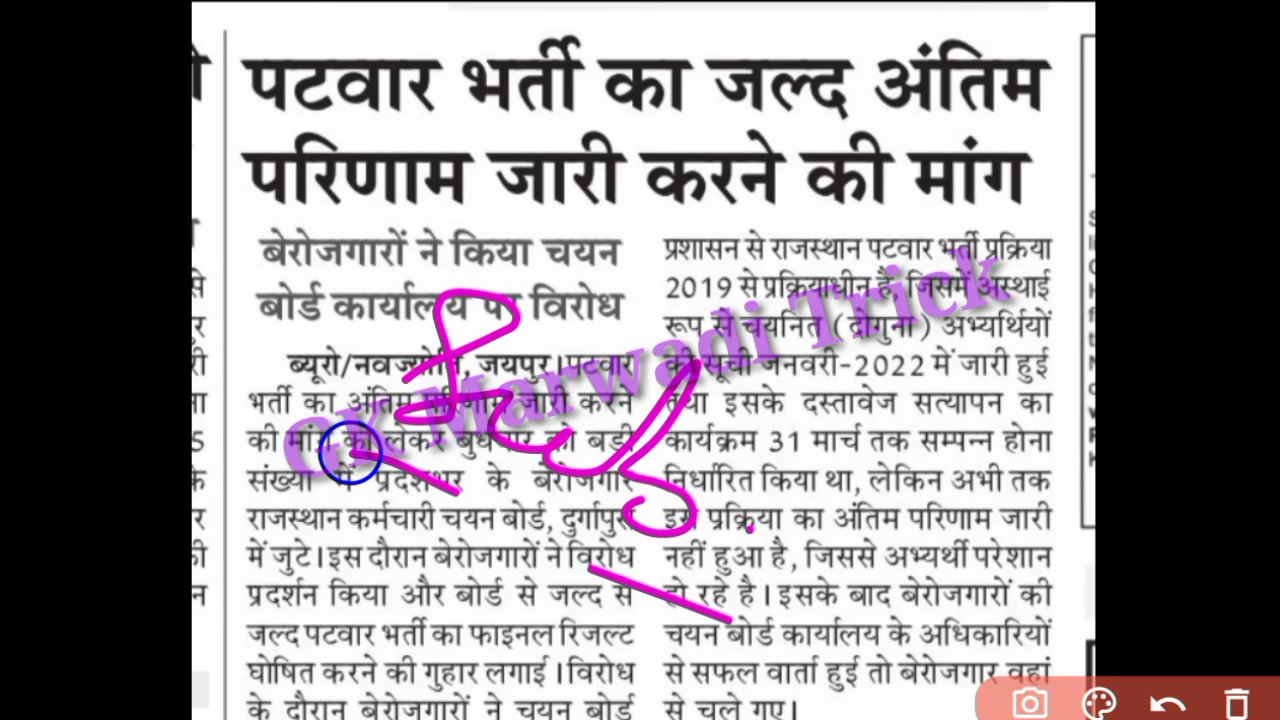 पटवार भर्ती का जल्द अंतिम
परिणाम जारी करने की मांग
बेरोजगारों ने किया चयन
बोर्ड कार्यालय पर विरोध
ब्यूरो/नवज्योति, जयपुर। पटवार
भर्ती का अंतिम परिणाम जारी करने
की मांग को लेकर बुधवार को बड़ी
संख्या में प्रदेशभर के बेरोजगार
राजस्थान कर्मचारी चयन बोर्ड, दुर्गापुरा
में जुटे। इस दौरान बेरोजगारों ने विरोध
प्रदर्शन किया और बोर्ड से जल्द से
जल्द पटवार भर्ती का फाइनल रिजल्ट
घोषित करने की गुहार लगाई। विरोध
के दौरान बेरोजगारों ने चयन बोर्ड
प्रशासन से राजस्थान पटवार भर्ती प्रक्रिया
2019 से प्रक्रियाधीन है, जिसमें अस्थाई
रूप से चयनित (दोगुना) अभ्यर्थियों
की सूची जनवरी-2022 में जारी हुई
तथा इसके दस्तावेज सत्यापन का
कार्यक्रम 31 मार्च तक सम्पन्न होना
निर्धारित किया था, लेकिन अभी तक
इस प्रक्रिया का अंतिम परिणाम जारी
नहीं हुआ है, जिससे अभ्यर्थी परेशान
हो रहे है। इसके बाद बेरोजगारों की
चयन बोर्ड कार्यालय के अधिकारियों
से सफल वार्ता हुई तो बेरोजगार वहां
से चले गए।
GK Marwadi Trick